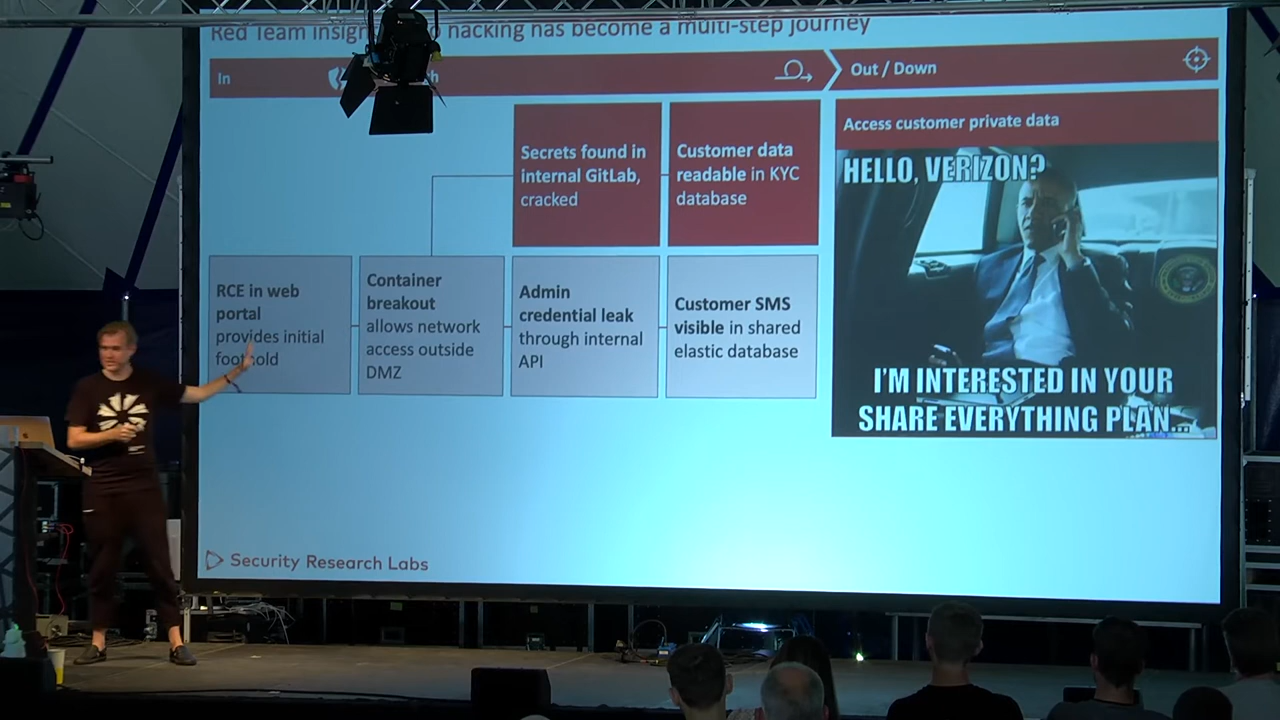 Red Team insigh hacking has become a multi-step journey
In
Out / Down
Access customer private data
Secrets found in
internal GitLab,
cracked
Customer data
readable in KYC
database
HELLO, VERIZON?
I'M INTERESTED IN YOUR
SHARE EVERYTHING PLAN...
RCE in web
portal
provides initial
foothold
Container
breakout
allows network
access outside
DMZ
Admin
credential leak
through internal
API
Customer SMS
visible in shared
elastic database
Security Research Labs